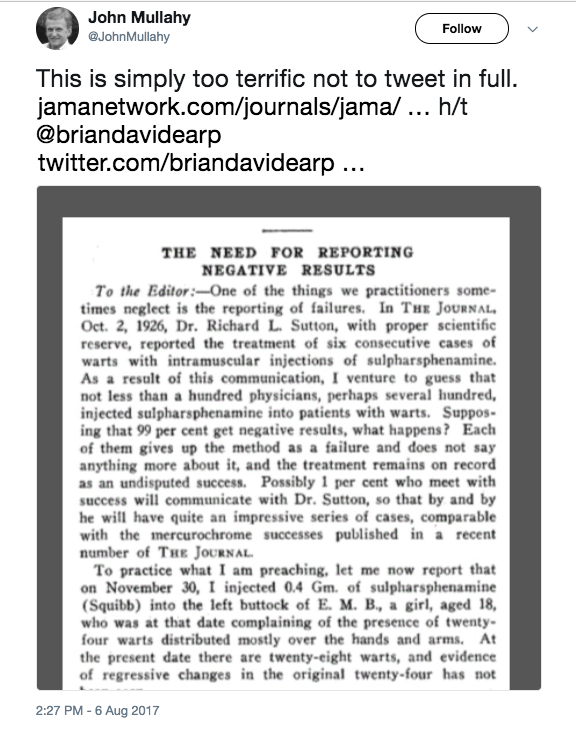 John Mullahy
@JohnMullahy
Follow
This is simply too terrific not to tweet in full.
jamanetwork.com/journals/jama/ ... h/t
@briandavidearp
twitter.com/briandavidearp ...
THE NEED FOR REPORTING
NEGATIVE RESULTS
To the Editor:—One of the things we practitioners some-
times neglect is the reporting of failures. In THE JOURNAL,
Oct. 2, 1926, Dr. Richard L. Sutton, with proper scientific
reserve, reported the treatment of six consecutive cases of
warts with intramuscular injections of sulpharsphenamine.
As a result of this communication, I venture to guess that
not less than a hundred physicians, perhaps several hundred,
injected sulpharsphenamine into patients with warts. Suppos-
ing that 99 per cent get negative results, what happens? Each
of them gives up the method as a failure and does not say
anything more about it, and the treatment remains on record
as an undisputed success. Possibly 1 per cent who meet with
success will communicate with Dr. Sutton, so that by and by
he will have quite an impressive series of cases, comparable
with the mercurochrome successes published in a recent
number of THE JOURNAL.
To practice what I am preaching, let me now report that
on November 30, I injected 0.4 Gm. of sulpharsphenamine
(Squibb) into the left buttock of E. M. B., a girl, aged 18,
who was at that date complaining of the presence of twenty-
four warts distributed mostly over the hands and arms. At
the present date there are twenty-eight warts, and evidence
of regressive changes in the original twenty-four has not
2:27 PM - 6 Aug 2017